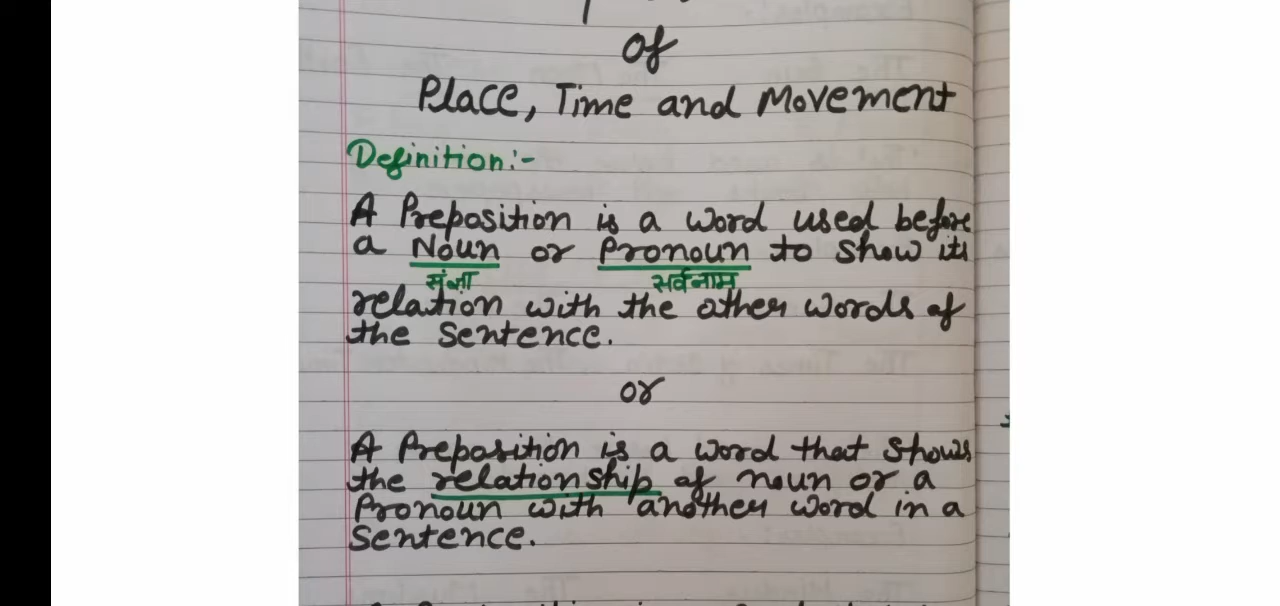 of
Place, Time and Movement
Definition:-
A Preposition is a word used before
a Noun or Pronoun to show its
संज्ञा सर्वनाम
relation with the other words of
the sentence.
or
A Preposition is a word that shows
the relationship of noun or a
Pronoun with another word in a
sentence.